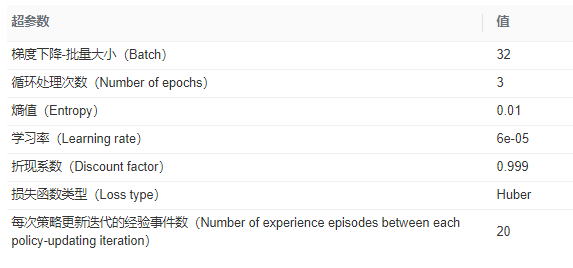 超参数 值
梯度下降-批量大小（Batch） 32
循环处理次数（Number of epochs） 3
熵值（Entropy） 0.01
学习率（Learning rate） 6e-05
折现系数（Discount factor） 0.999
损失函数类型（Loss type） Huber
每次策略更新迭代的经验事件数（Number of experience episodes between each
policy-updating iteration） 20